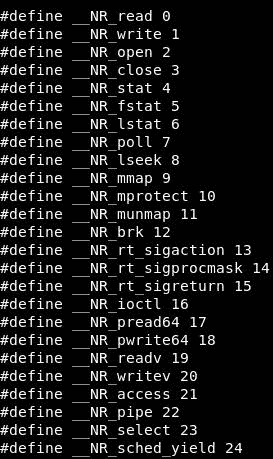 #define __NR_read 0
#define __NR_write 1
#define __NR_open 2
#define __NR_close 3
#define __NR_stat 4
#define __NR_fstat 5
#define __NR_lstat 6
#define __NR_poll 7
#define __NR_lseek 8
#define __NR_mmap 9
#define __NR_mprotect 10
#define __NR_munmap 11
#define __NR_brk 12
#define __NR_rt_sigaction 13
#define __NR_rt_sigprocmask 14
#define __NR_rt_sigreturn 15
#define __NR_ioctl 16
#define __NR_pread64 17
#define __NR_pwrite64 18
#define __NR_readv 19
#define __NR_writev 20
#define __NR_access 21
#define __NR_pipe 22
#define __NR_select 23
#define __NR_sched_yield 24